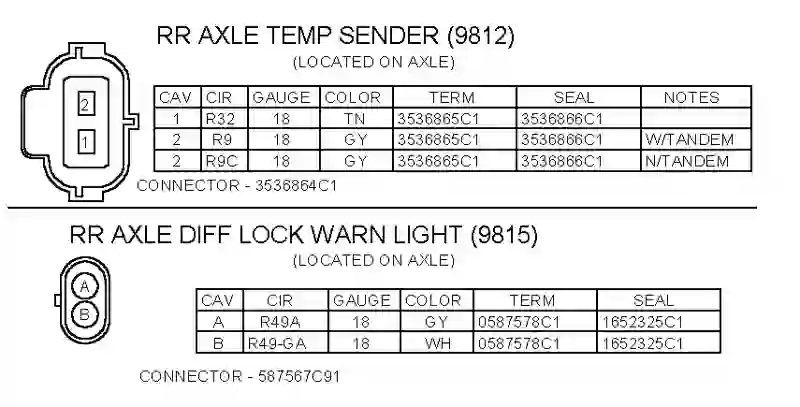 RR AXLE TEMP SENDER (9812)
(LOCATED ON AXLE)
2
1
CAV CIR GAUGE COLOR TERM SEAL NOTES
1 R32 18 TN 3536865C1 3536866C1
2 R9 18 GY 3536865C1 3536866C1 W/TANDEM
2 R9C 18 GY 3536865C1 3536866C1 N/TANDEM
CONNECTOR - 3536864C1
RR AXLE DIFF LOCK WARN LIGHT (9815)
(LOCATED ON AXLE)
A
B
CAV CIR GAUGE COLOR TERM SEAL
A R49A 18 GY 0587578C1 1652325C1
B R49-GA 18 WH 0587578C1 1652325C1
CONNECTOR - 587567C91